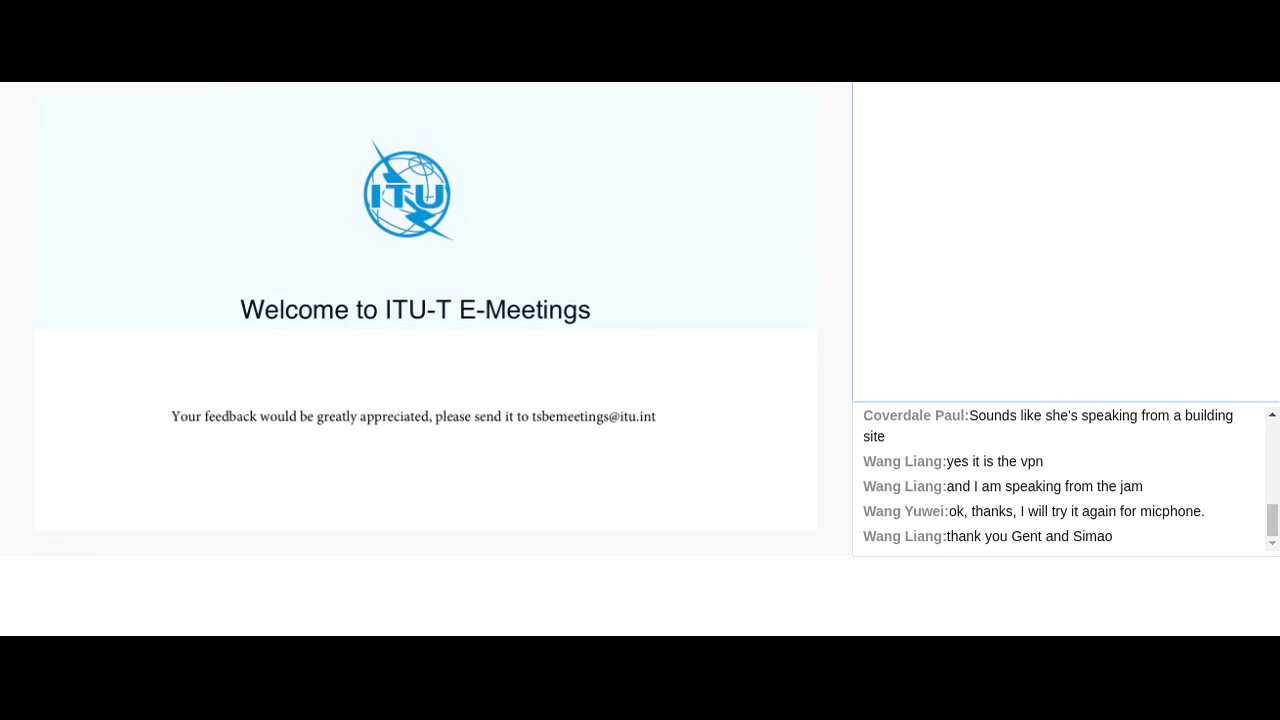 ITU
Welcome to ITU-T E-Meetings
Your feedback would be greatly appreciated, please send it to tsbemeetings@itu.int
Coverdale Paul:Sounds like she's speaking from a building
site
Wang Liang:yes it is the vpn
Wang Liang:and I am speaking from the jam
Wang Yuwei:ok, thanks, I will try it again for micphone.
Wang Liang:thank you Gent and Simao